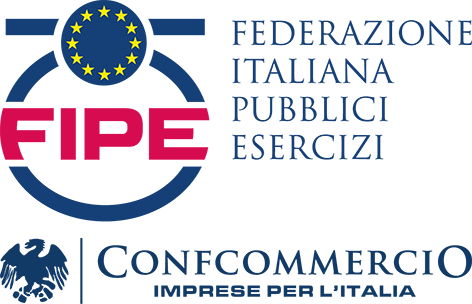 FIPE
FEDERAZIONE
ITALIANA
PUBBLICI
ESERCIZI
CONFCOMMERCIO
IMPRESE PER L'ITALIA